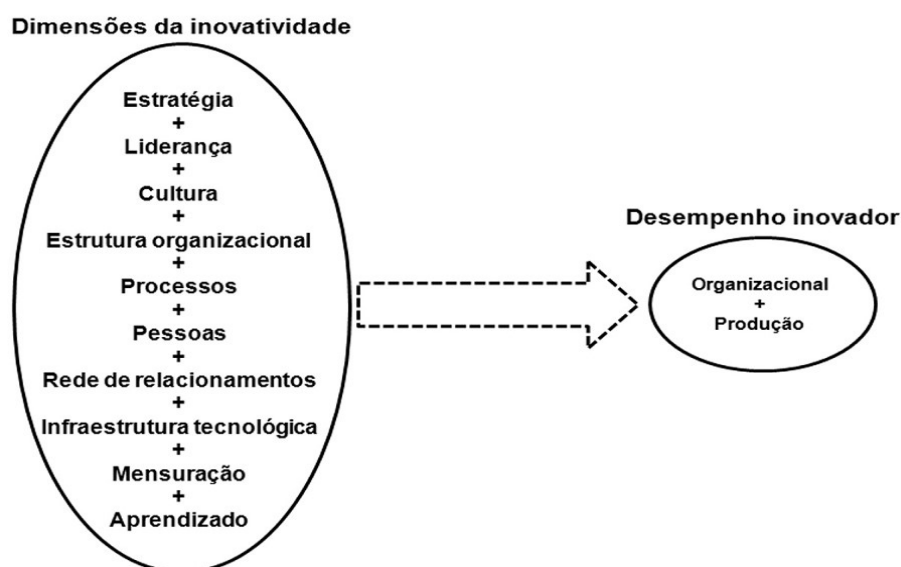 Dimensões da inovatividade
Estratégia
+
Liderança
+
Cultura
+
Estrutura organizacional
+
Processos
+
Pessoas
+
Rede de relacionamentos
+
Infraestrutura tecnológica
+
Mensuração
+
Aprendizado
Desempenho inovador
Organizacional
+
Produção